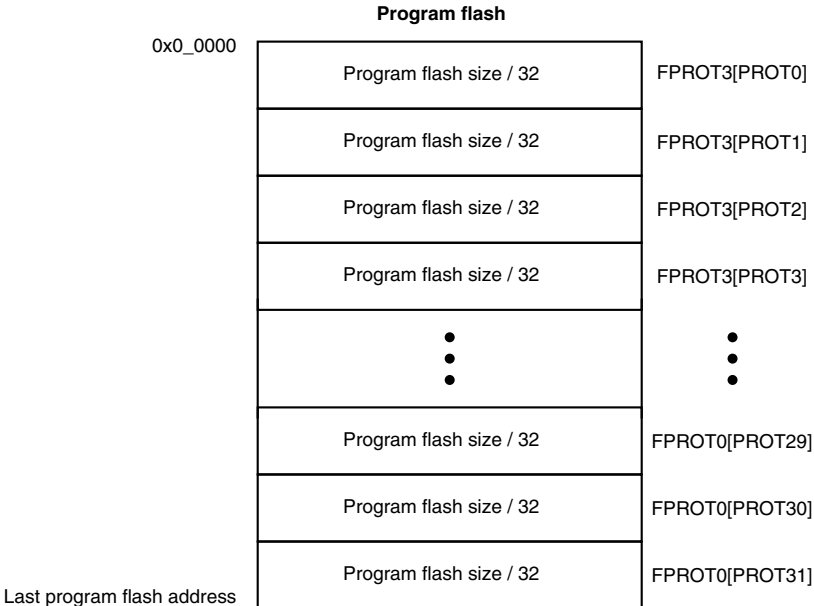 Program flash
0x0_0000
Program flash size / 32 FPROT3[PROT0]
Program flash size / 32 FPROT3[PROT1]
Program flash size / 32 FPROT3[PROT2]
Program flash size / 32 FPROT3[PROT3]
Program flash size / 32 FPROT0[PROT29]
Program flash size / 32 FPROT0[PROT30]
Program flash size / 32 FPROT0[PROT31]
Last program flash address